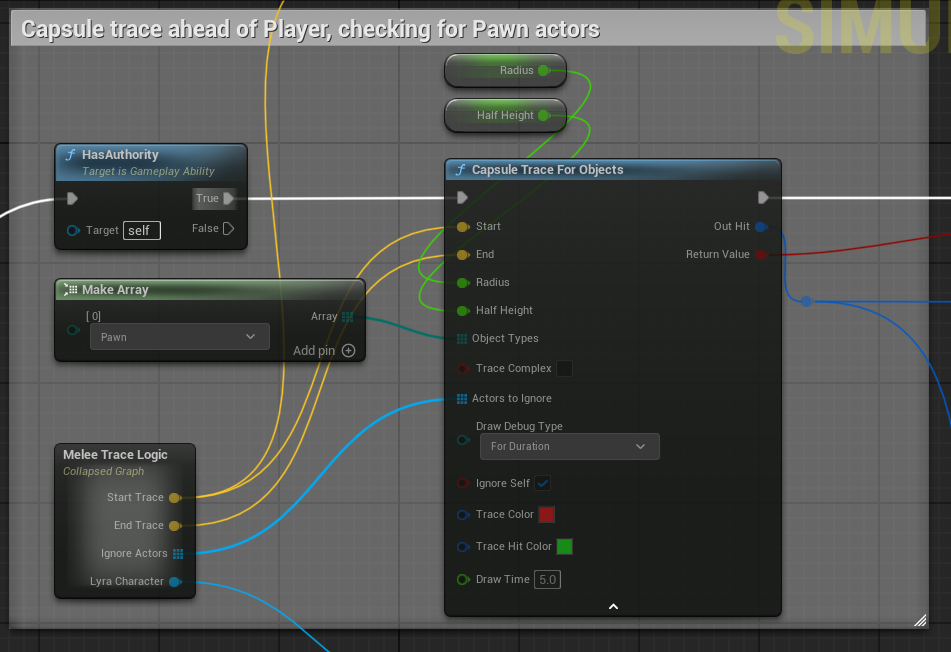 Capsule trace ahead of Player, checking for Pawn actors
SIMU
Radius
Half Height
HasAuthority
Target is Gameplay Ability
True
Target self
False
Capsule Trace For Objects
Start
Out Hit
End
Return Value
Radius
Half Height
Object Types
Trace Complex
Actors to Ignore
Draw Debug Type
For Duration
Ignore Self
Trace Color
Trace Hit Color
Draw Time 5.0
Make Array
[ 0]
Array
Pawn
Add pin
Melee Trace Logic
Collapsed Graph
Start Trace
End Trace
Ignore Actors
Lyra Character